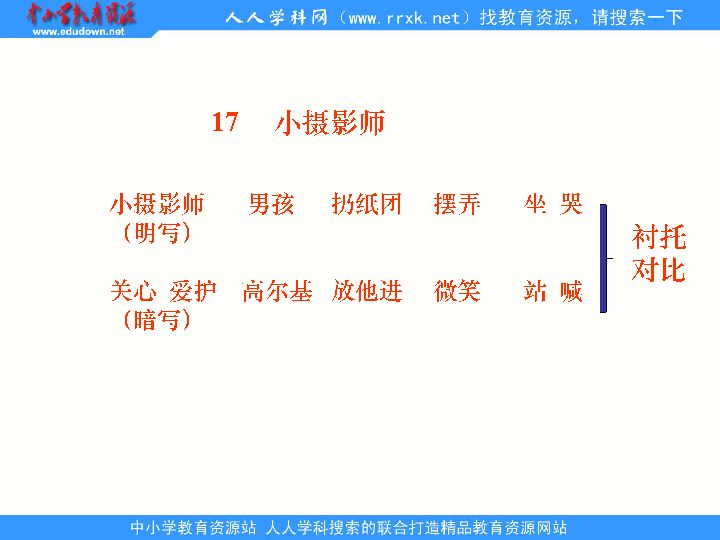 中小学教育资源
www.edudown.net
人人学科网（www.rrxk.net）找教育资源，请搜索一下
17 小摄影师
小摄影师 男孩 扔纸团 摆弄 坐 哭
（明写）
关心 爱护 高尔基 放他进 微笑 站 喊
（暗写）
衬托
对比
中小学教育资源站 人人学科搜索的联合打造精品教育资源网站